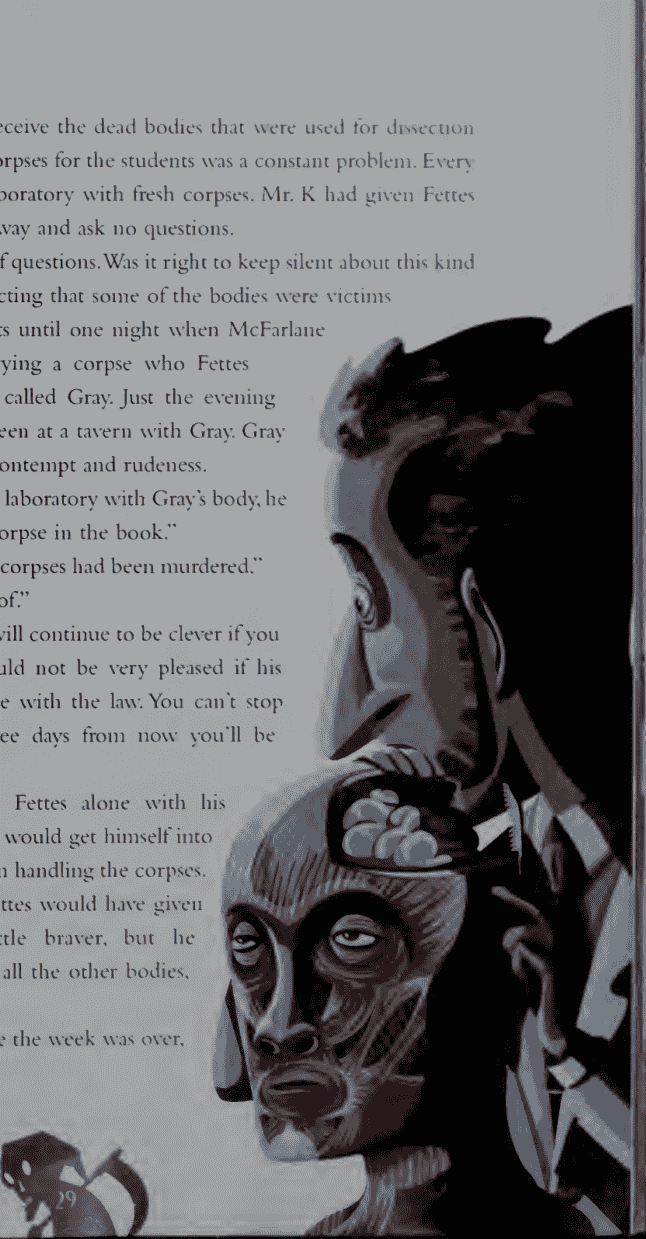 eceive the dead bodies that were used for dissection
orpses for the students was a constant problem. Every
boratory with fresh corpses. Mr. K had given Fettes
way and ask no questions.
f questions. Was it right to keep silent about this kind
cting that some of the bodies were victims
ts until one night when McFarlane
ying a corpse who Fettes
called Gray. Just the evening
een at a tavern with Gray. Gray
ontempt and rudeness.
laboratory with Gray's body, he
orpse in the book.”
corpses had been murdered.”
of.”
vill continue to be clever if you
uld not be very pleased if his
e with the law. You can't stop
ee days from now you'll be
Fettes alone with his
would get himself into
n handling the corpses.
ttes would have given
ttle braver, but he
all the other bodies,
e the week was over,
29